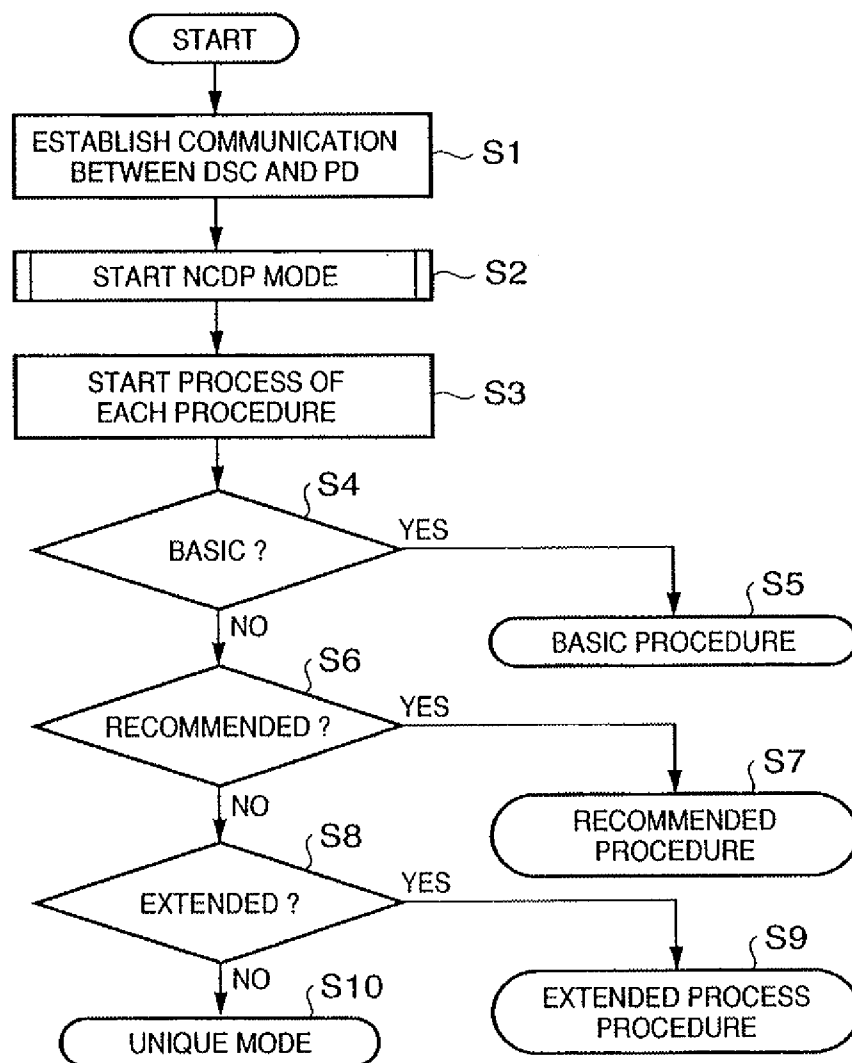 START
ESTABLISH COMMUNICATION
BETWEEN DSC AND PD
S1
START NCDP MODE
S2
START PROCESS OF
EACH PROCEDURE
S3
S4
BASIC ?
YES
NO
S5
BASIC PROCEDURE
S6
RECOMMENDED ?
YES
NO
S7
RECOMMENDED
PROCEDURE
S8
EXTENDED ?
YES
NO
S9
EXTENDED PROCESS
PROCEDURE
S10
UNIQUE MODE